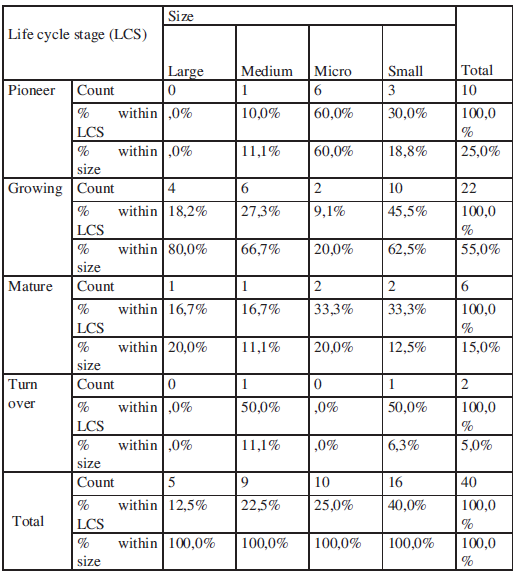 Life cycle stage (LCS) Size
Large Medium Micro Small Total
Pioneer Count 0 1 6 3 10
% within ,0% 10,0% 60,0% 30,0% 100,0
LCS %
% within ,0% 11,1% 60,0% 18,8% 25,0%
size
Growing Count 4 6 2 10 22
% within 18,2% 27,3% 9,1% 45,5% 100,0
LCS %
% within 80,0% 66,7% 20,0% 62,5% 55,0%
size
Mature Count 1 1 2 2 6
% within 16,7% 16,7% 33,3% 33,3% 100,0
LCS %
% within 20,0% 11,1% 20,0% 12,5% 15,0%
size
Turn Count 0 1 0 1 2
over % within ,0% 50,0% ,0% 50,0% 100,0
LCS %
% within ,0% 11,1% ,0% 6,3% 5,0%
size
Total Count 5 9 10 16 40
% within 12,5% 22,5% 25,0% 40,0% 100,0
LCS %
% within 100,0% 100,0% 100,0% 100,0% 100,0
size %